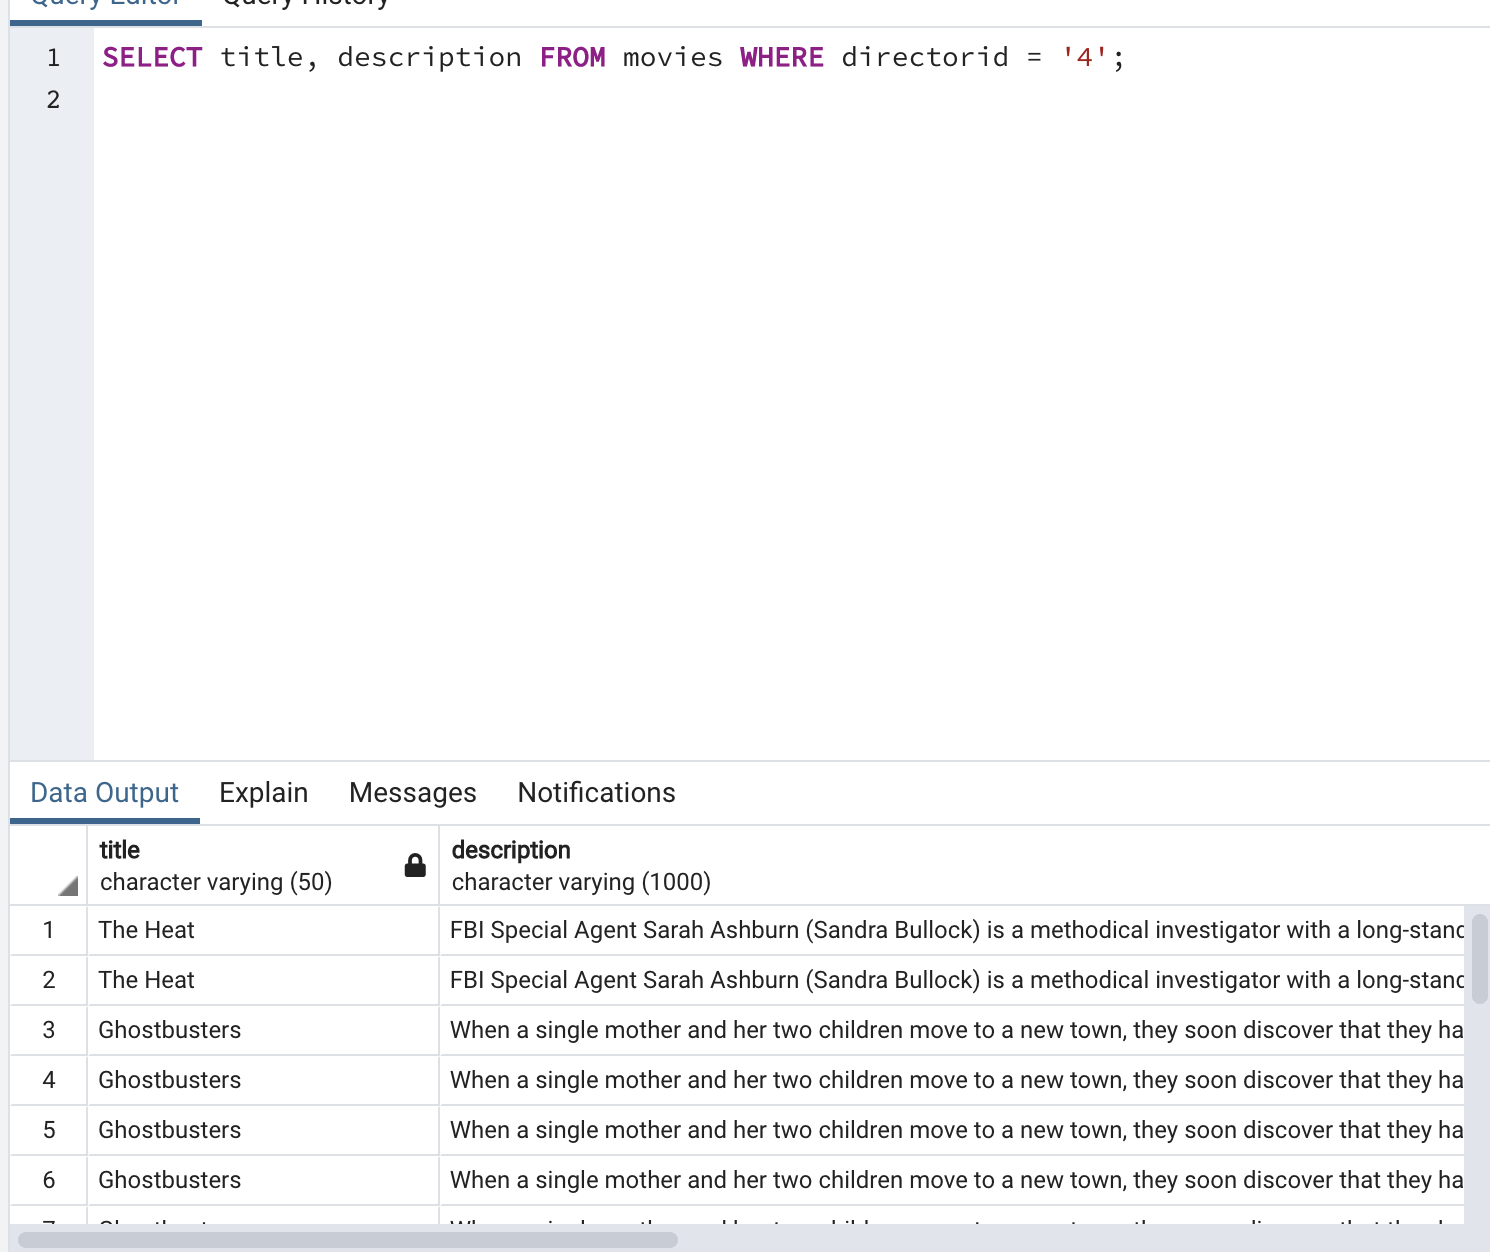 Query Editor Query History
1 SELECT title, description FROM movies WHERE directorid = '4';
2
Data Output Explain Messages Notifications
title description
character varying (50) character varying (1000)
1 The Heat FBI Special Agent Sarah Ashburn (Sandra Bullock) is a methodical investigator with a long-stand
2 The Heat FBI Special Agent Sarah Ashburn (Sandra Bullock) is a methodical investigator with a long-stand
3 Ghostbusters When a single mother and her two children move to a new town, they soon discover that they ha
4 Ghostbusters When a single mother and her two children move to a new town, they soon discover that they ha
5 Ghostbusters When a single mother and her two children move to a new town, they soon discover that they ha
6 Ghostbusters When a single mother and her two children move to a new town, they soon discover that they ha